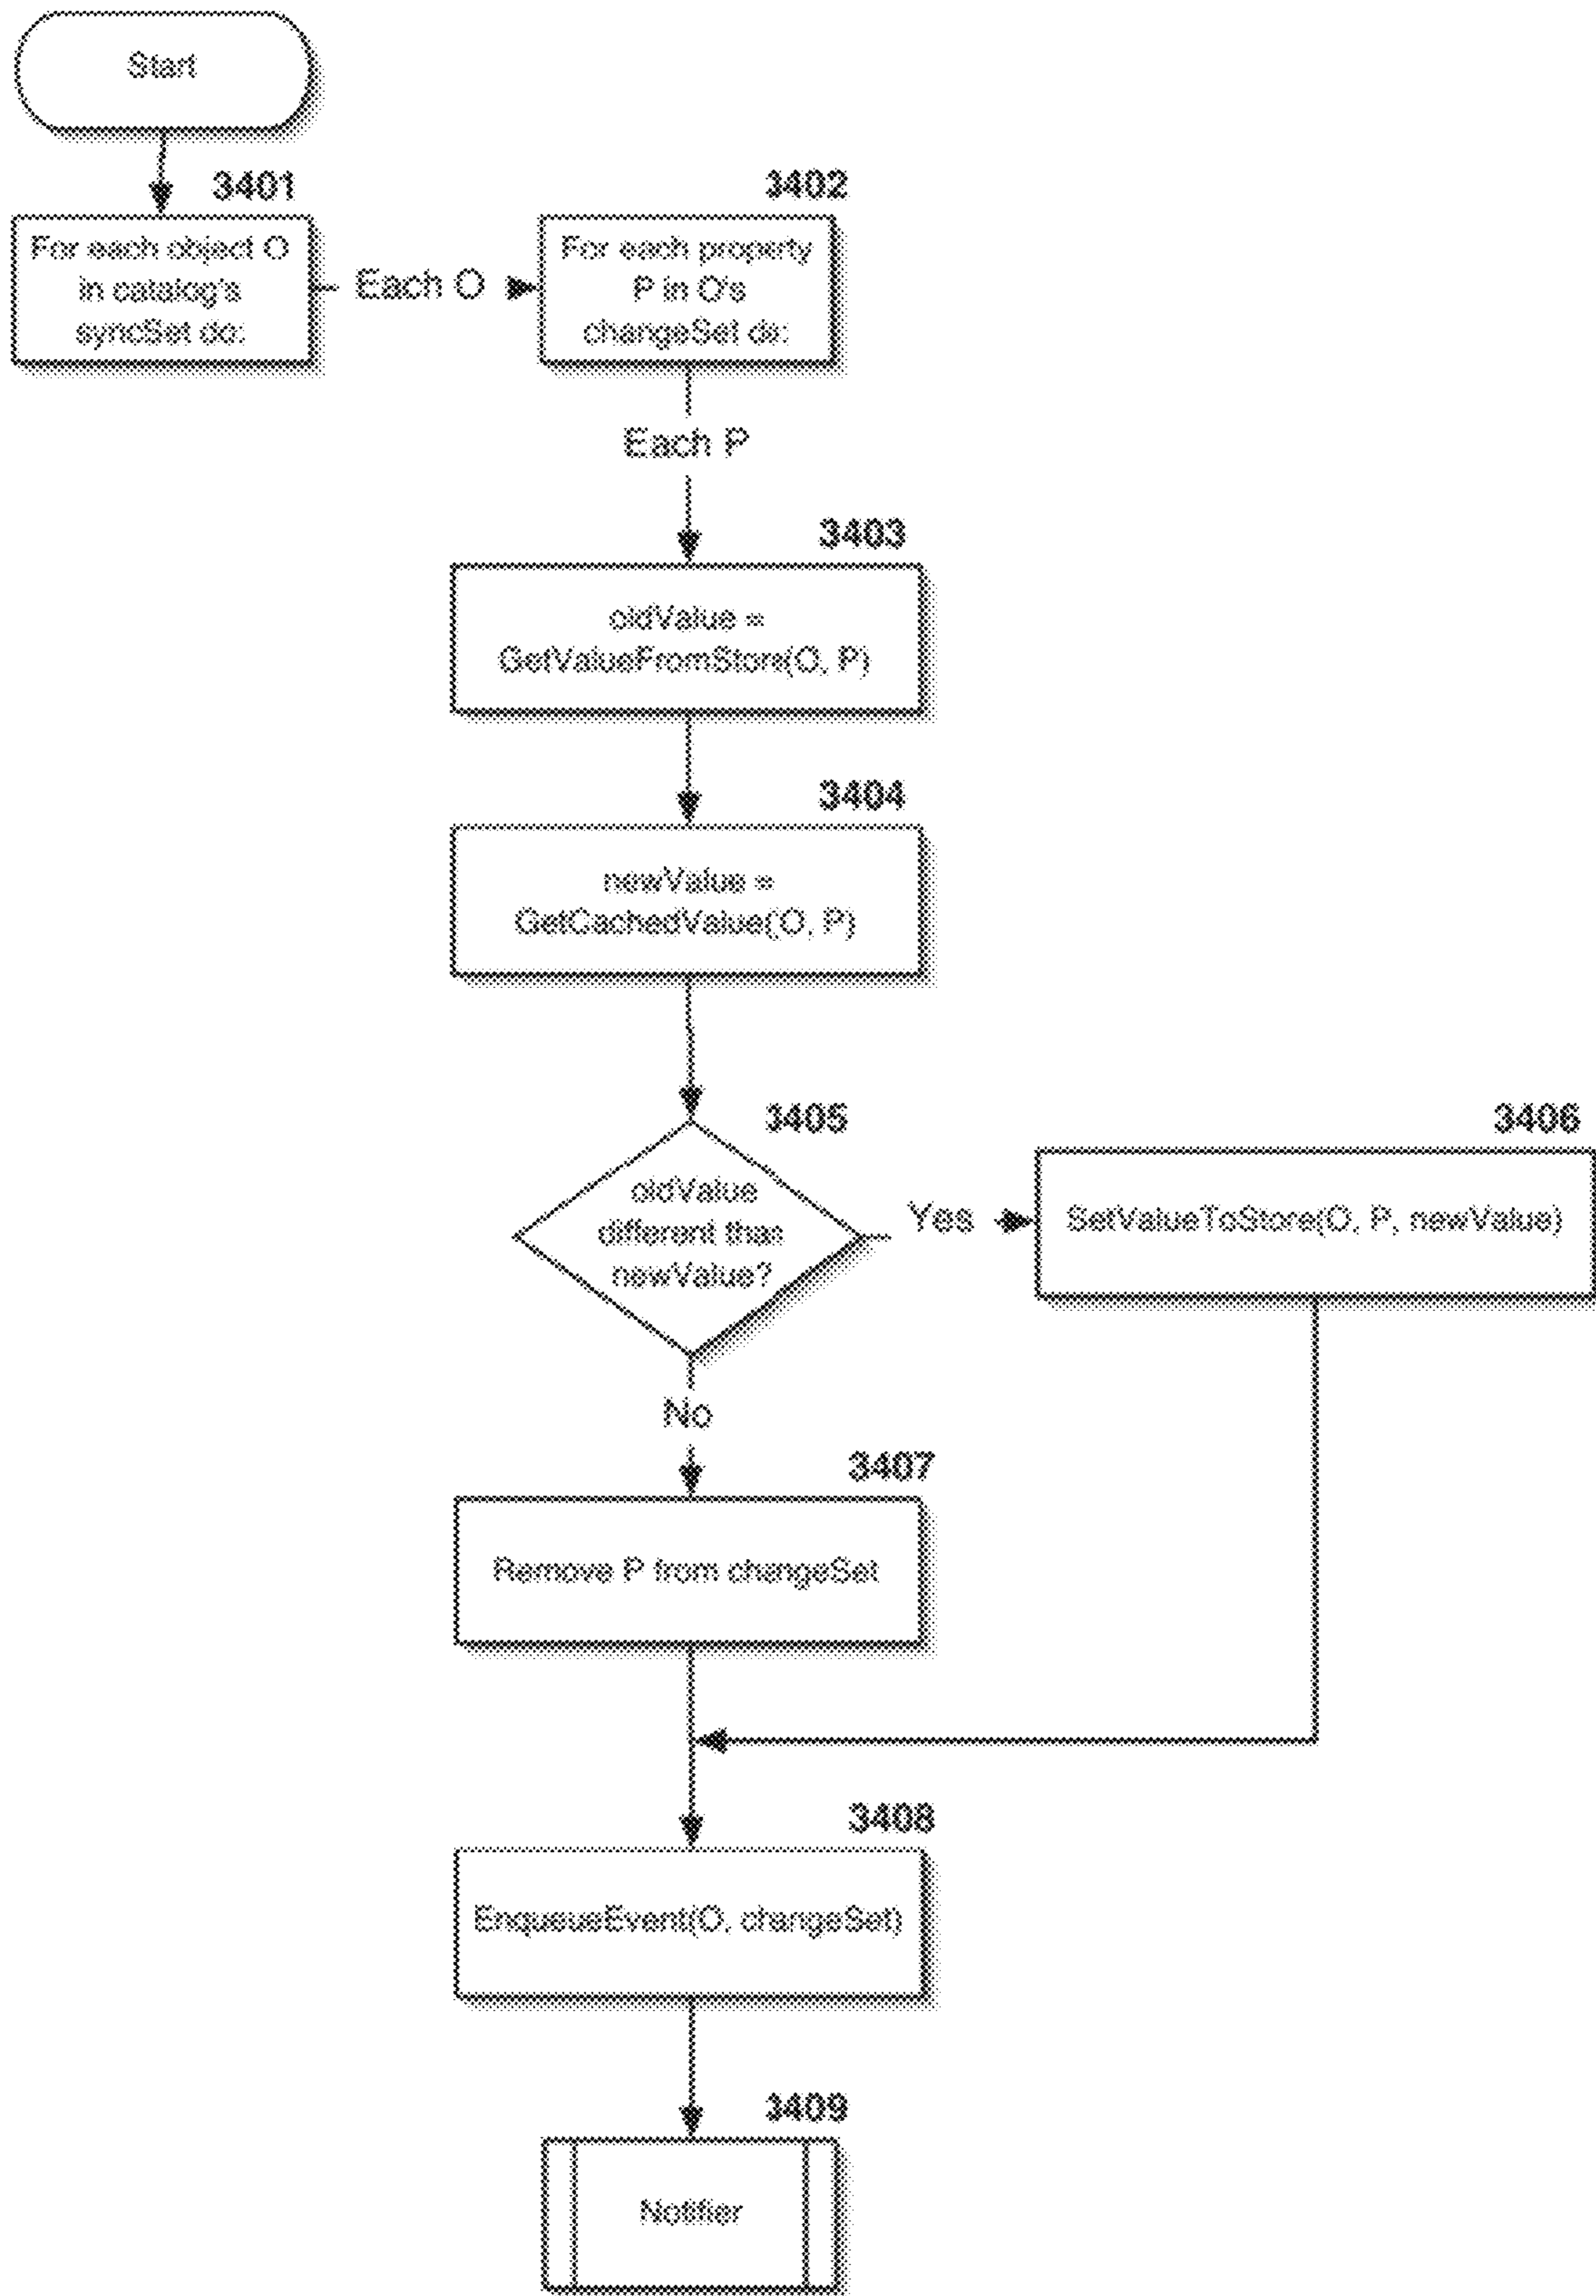 Start
3401
For each object O
in catalog's
syncSet do:
Each O
3402
For each property
P in O's
changeSet do:
Each P
3403
oldValue =
GetValueFromStore(O, P)
3404
newValue =
GetCachedValue(O, P)
3405
oldValue
different than
newValue?
Yes
3406
SetValueToStore(O, P, newValue)
No
3407
Remove P from changeSet
3408
EnqueueEvent(O, changeSet)
3409
Notifier